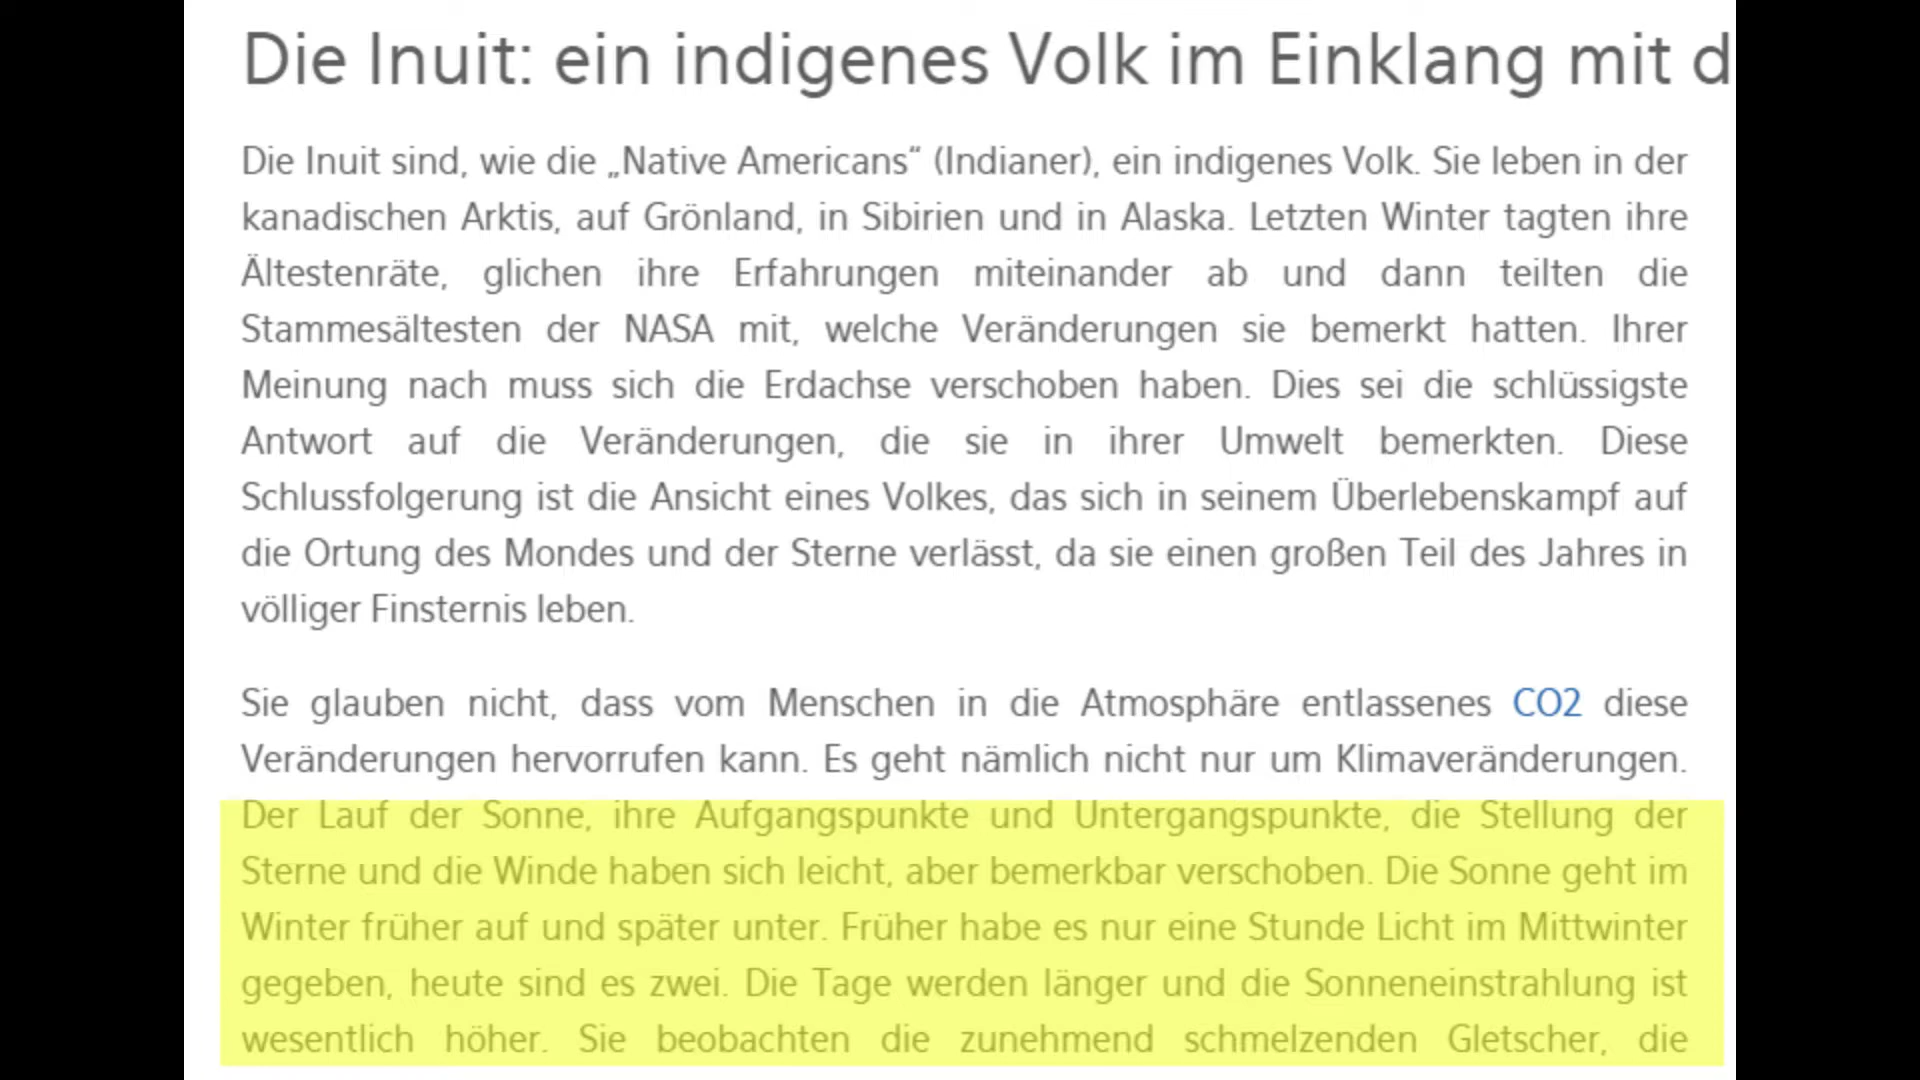 Die Inuit: ein indigenes Volk im Einklang mit d
Die Inuit sind, wie die „Native Americans“ (Indianer), ein indigenes Volk. Sie leben in der
kanadischen Arktis, auf Grönland, in Sibirien und in Alaska. Letzten Winter tagten ihre
Ältestenräte, glichen ihre Erfahrungen miteinander ab und dann teilten die
Stammesältesten der NASA mit, welche Veränderungen sie bemerkt hatten. Ihrer
Meinung nach muss sich die Erdachse verschoben haben. Dies sei die schlüssigste
Antwort auf die Veränderungen, die sie in ihrer Umwelt bemerkten. Diese
Schlussfolgerung ist die Ansicht eines Volkes, das sich in seinem Überlebenskampf auf
die Ortung des Mondes und der Sterne verlässt, da sie einen großen Teil des Jahres in
völliger Finsternis leben.
Sie glauben nicht, dass vom Menschen in die Atmosphäre entlassenes CO2 diese
Veränderungen hervorrufen kann. Es geht nämlich nicht nur um Klimaveränderungen.
Der Lauf der Sonne, ihre Aufgangspunkte und Untergangspunkte, die Stellung der
Sterne und die Winde haben sich leicht, aber bemerkbar verschoben. Die Sonne geht im
Winter früher auf und später unter. Früher habe es nur eine Stunde Licht im Mittwinter
gegeben, heute sind es zwei. Die Tage werden länger und die Sonneneinstrahlung ist
wesentlich höher. Sie beobachten die zunehmend schmelzenden Gletscher, die